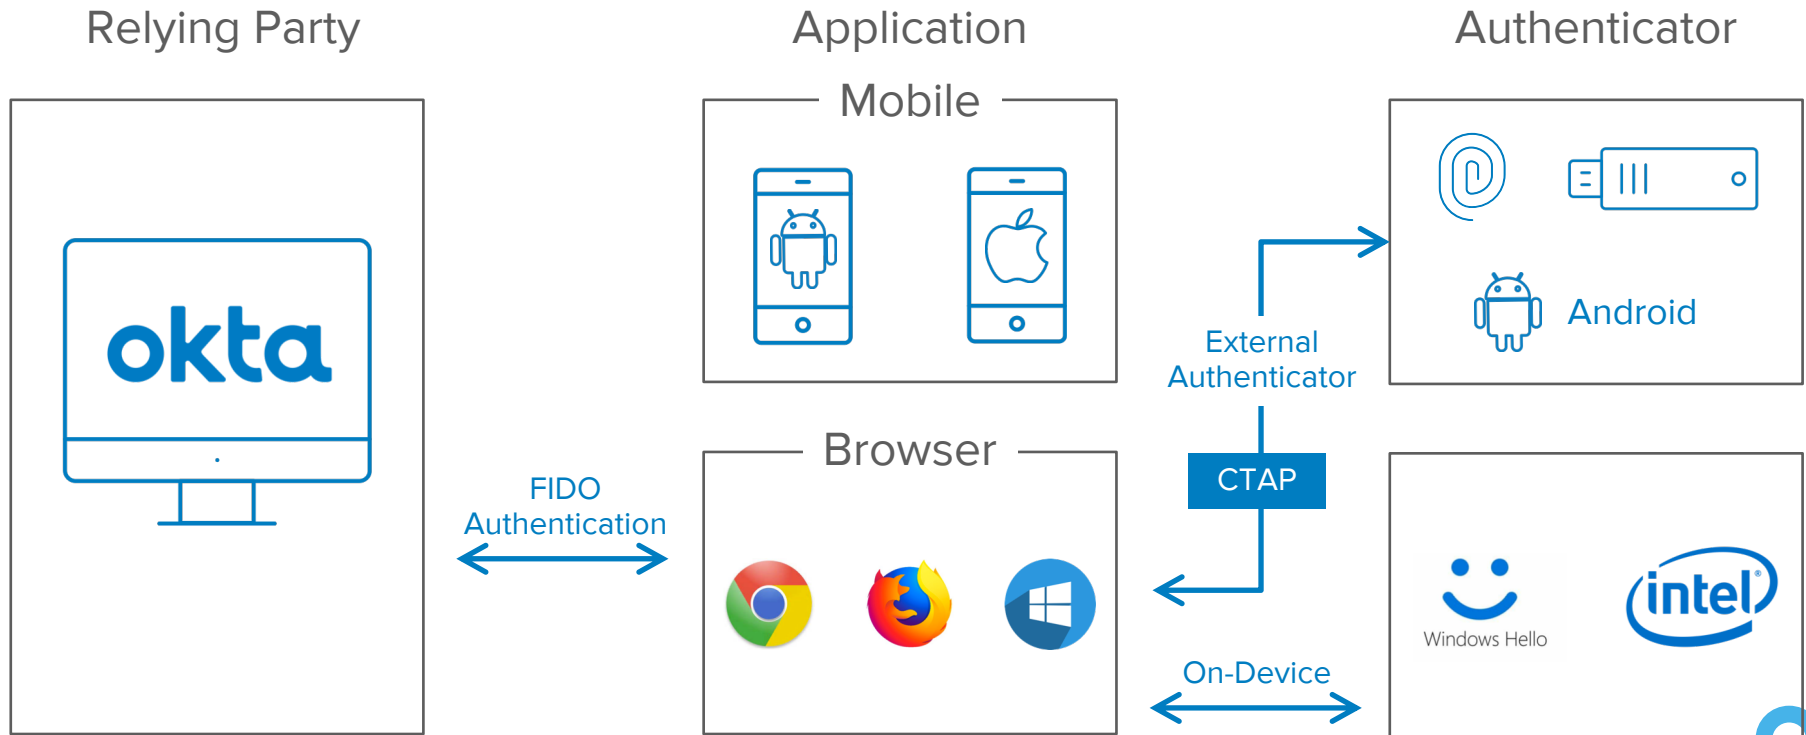 Relying Party
Application
Authenticator
Mobile
okta
Android
External
Authenticator
Browser
CTAP
FIDO
Authentication
intel®
Windows Hello
On-Device